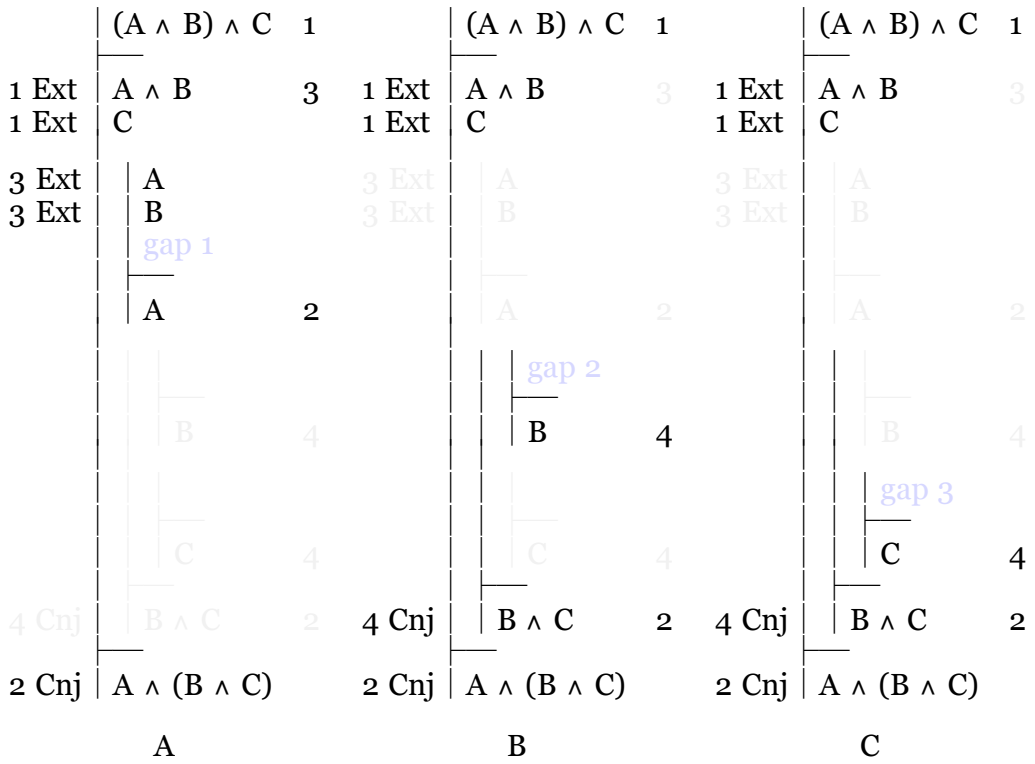 (A ∧ B) ∧ C 1 (A ∧ B) ∧ C 1 (A ∧ B) ∧ C 1
1 Ext A ∧ B 3 1 Ext A ∧ B 3 1 Ext A ∧ B 3
1 Ext C 1 Ext C 1 Ext C
3 Ext A 3 Ext A 3 Ext A
3 Ext B 3 Ext B 3 Ext B
gap 1
A 2 A 2 A 2
gap 2
B 4 B 4 B 4
gap 3
C 4 C 4 C 4
4 Cnj B ∧ C 2 4 Cnj B ∧ C 2 4 Cnj B ∧ C 2
2 Cnj A ∧ (B ∧ C) 2 Cnj A ∧ (B ∧ C) 2 Cnj A ∧ (B ∧ C)
A B C